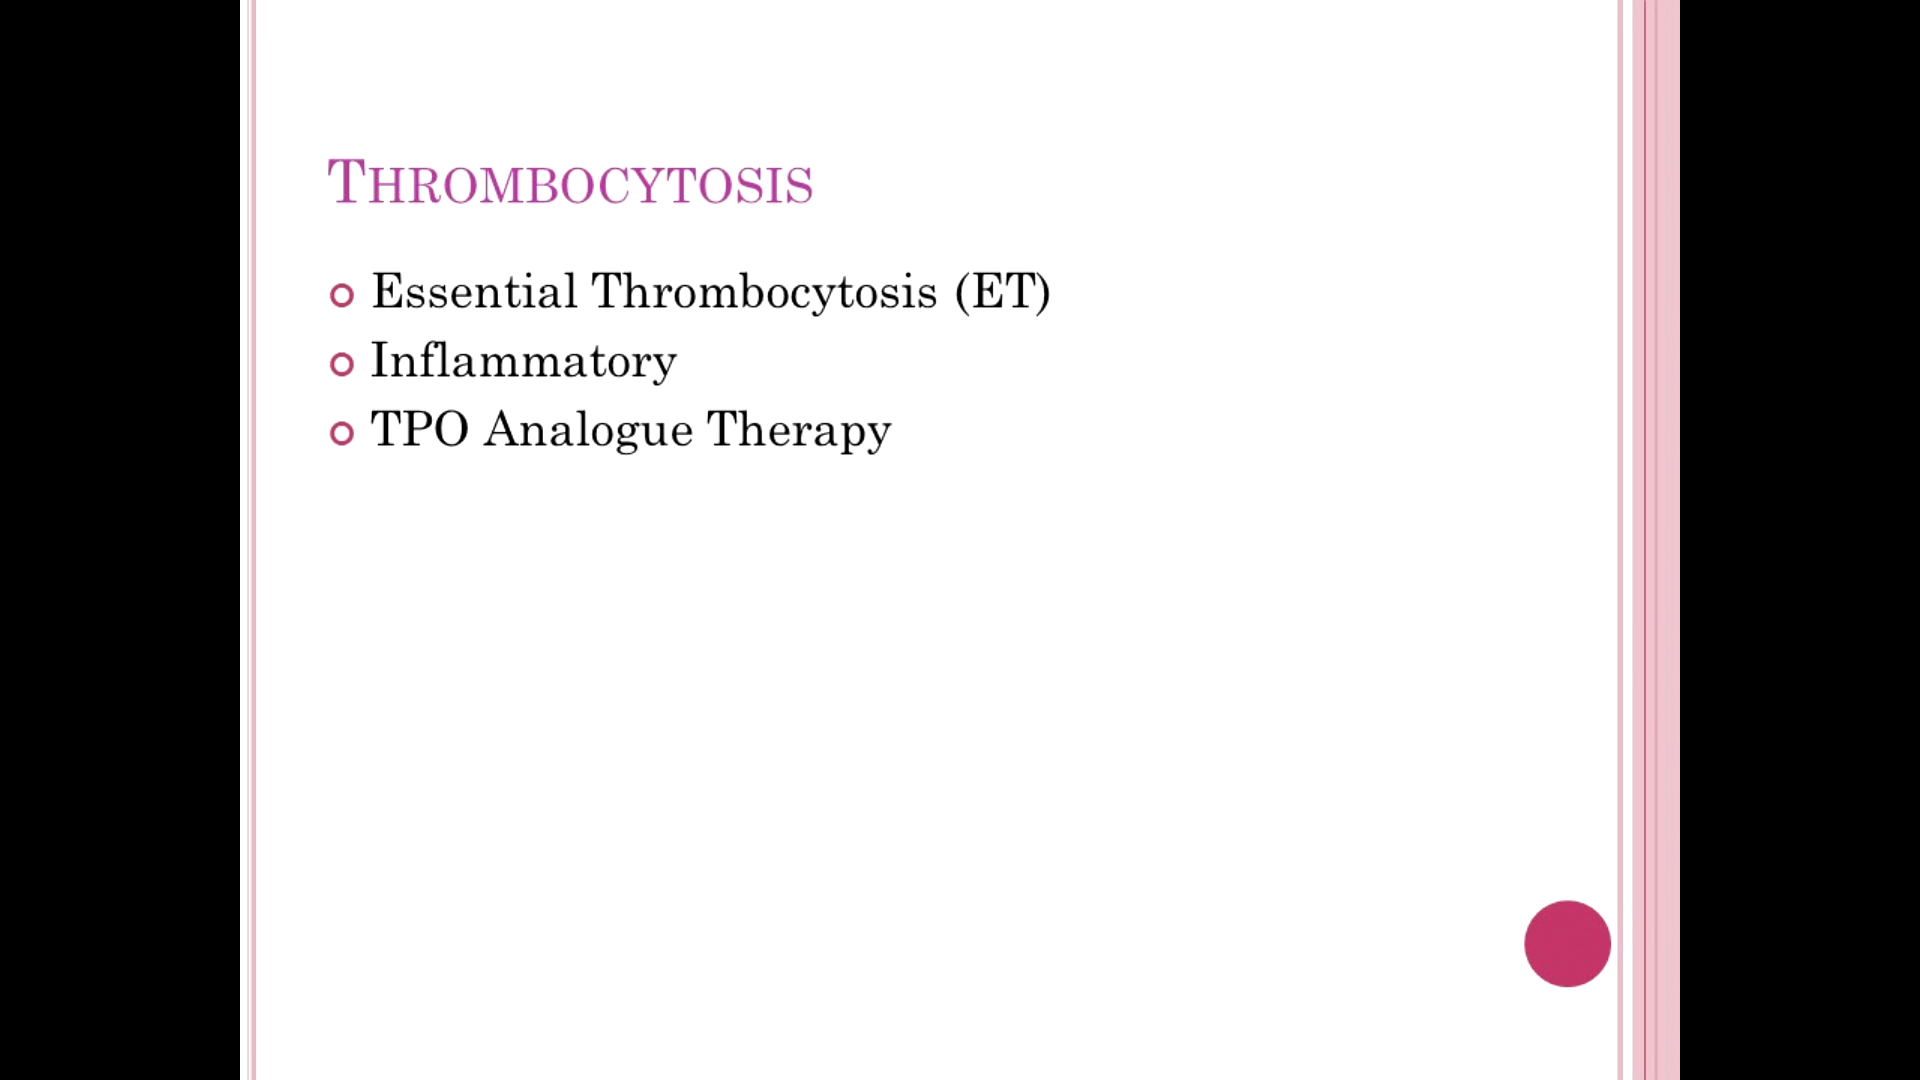 THROMBOCYTOSIS
Essential Thrombocytosis (ET)
Inflammatory
TPO Analogue Therapy